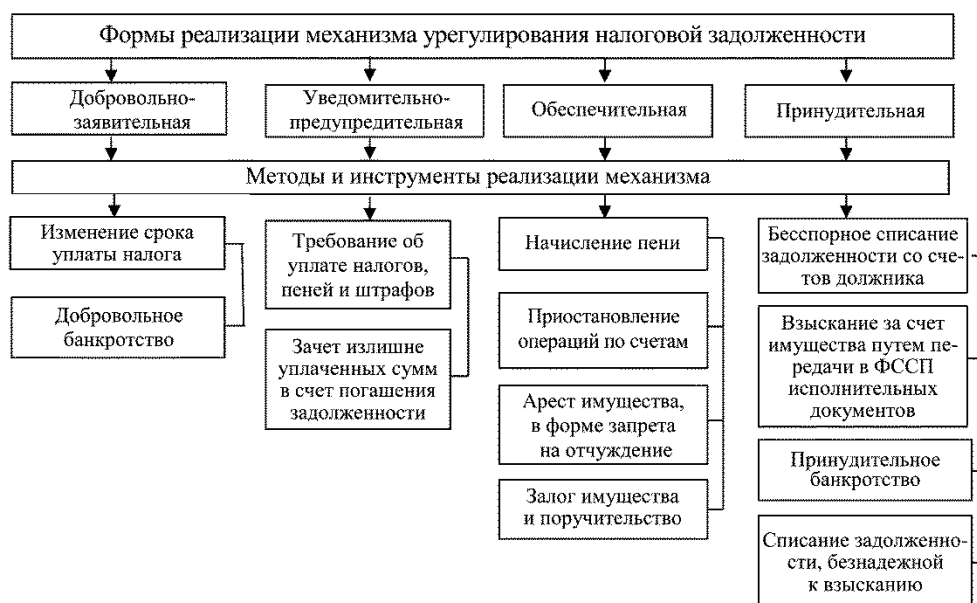 Формы реализации механизма урегулирования налоговой задолженности
Добровольно-
заявительная
Уведомительно-
предупредительная
Обеспечительная
Принудительная
Методы и инструменты реализации механизма
Изменение срока
уплаты налога
Добровольное
банкротство
Требование об
уплате налогов,
пеней и штрафов
Зачет излишне
уплаченных сумм
в счет погашения
задолженности
Начисление пени
Приостановление
операций по счетам
Арест имущества,
в форме запрета
на отчуждение
Залог имущества
и поручительство
Бесспорное списание
задолженности со сче-
тов должника
Взыскание за счет
имущества путем пе-
редачи в ФССП
исполнительных
документов
Принудительное
банкротство
Списание задолженно-
сти, безнадежной
к взысканию